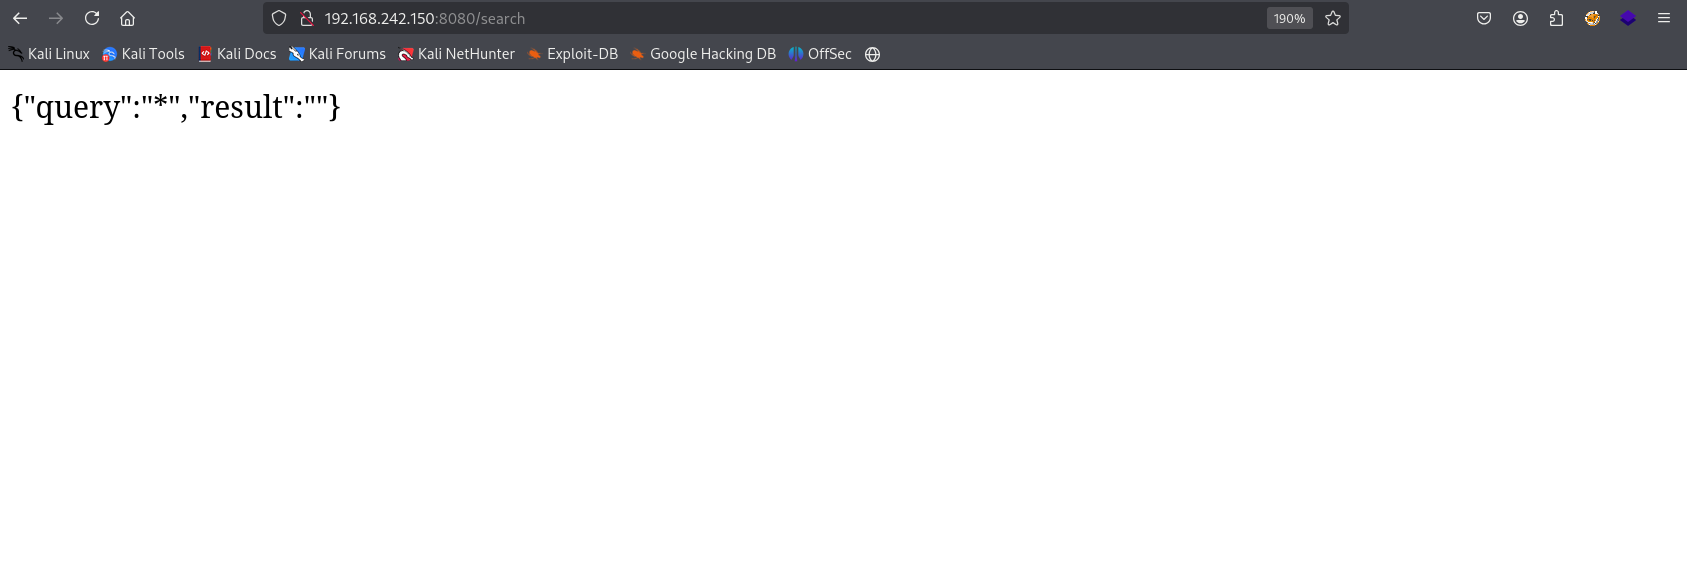 192.168.242.150:8080/search
190%
Kali Linux Kali Tools Kali Docs Kali Forums Kali NetHunter Exploit-DB Google Hacking DB OffSec
{"query":"*","result":""}